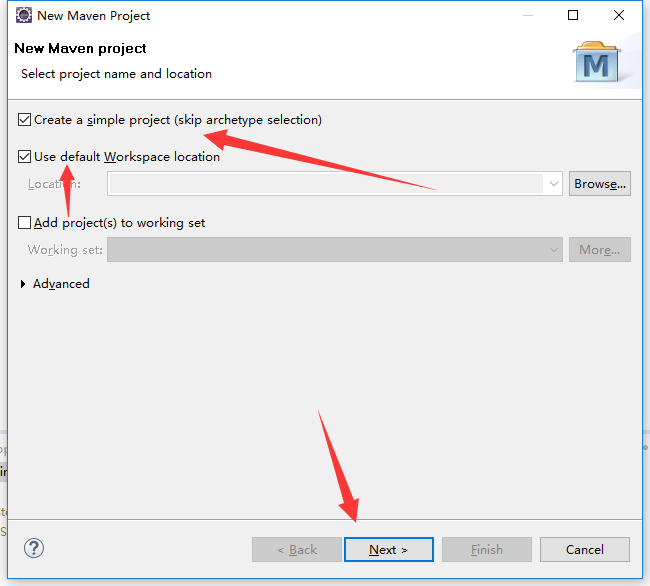 New Maven Project
New Maven project
Select project name and location
M
Create a simple project (skip archetype selection)
Use default Workspace location
Location:
Browse...
Add project(s) to working set
Working set:
More...
Advanced
?
< Back
Next >
Finish
Cancel